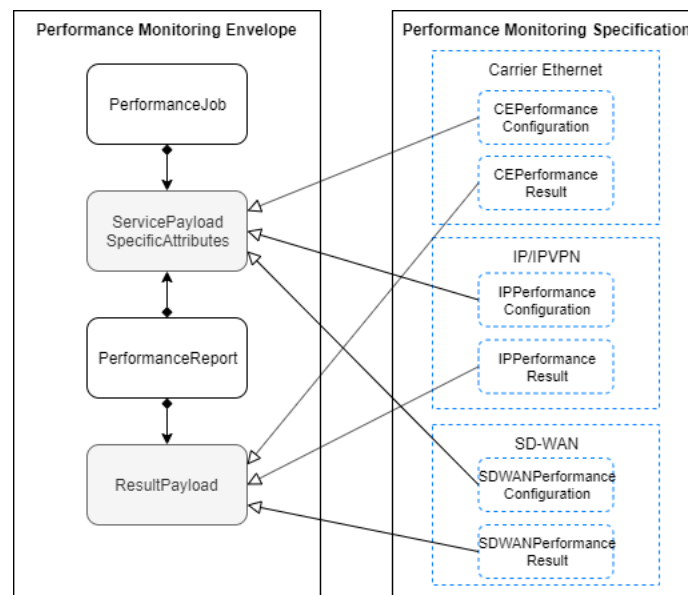 Performance Monitoring Envelope
PerformanceJob
ServicePayload
SpecificAttributes
PerformanceReport
ResultPayload
Performance Monitoring Specification
Carrier Ethernet
CEPerformance
Configuration
CEPerformance
Result
IP/IPVPN
IPPerformance
Configuration
IPPerformance
Result
SD-WAN
SDWANPerformance
Configuration
SDWANPerformance
Result